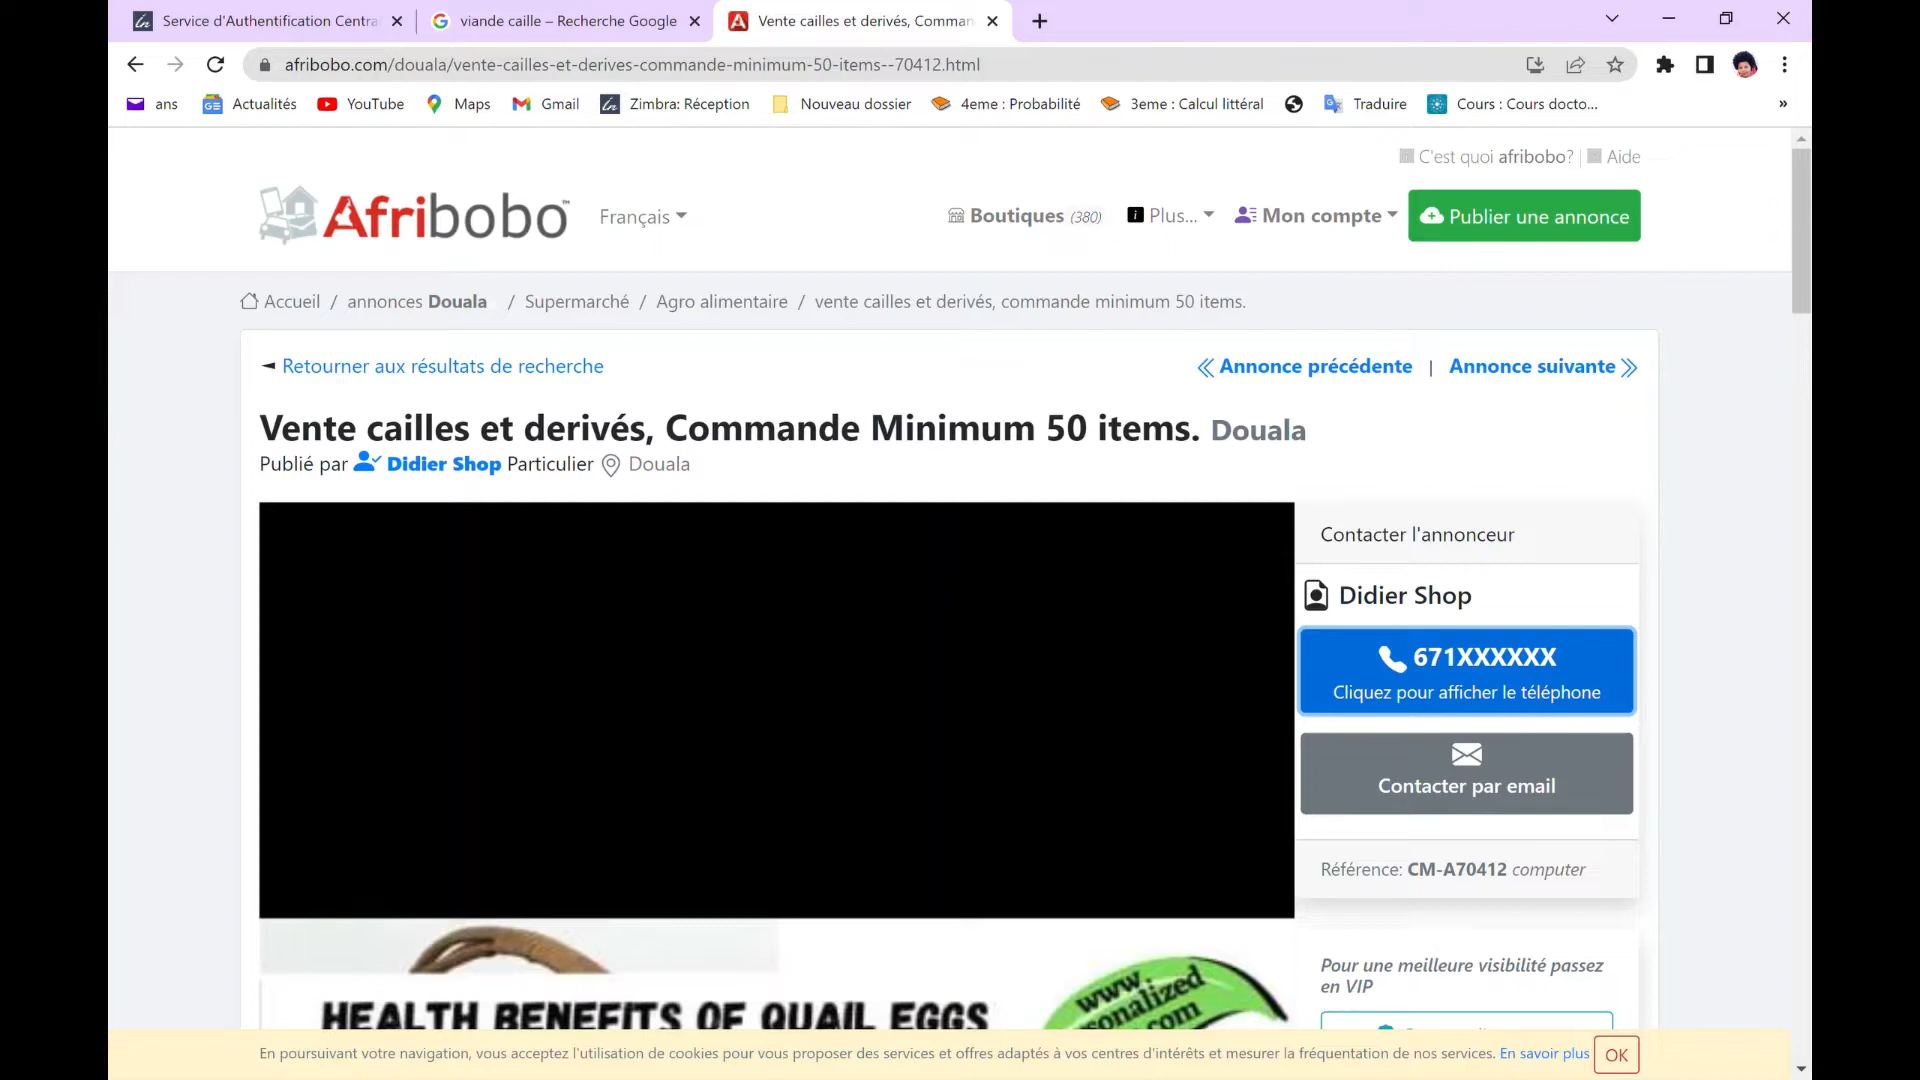 Service d'Authentification Centra
viande caille – Recherche Google
Vente cailles et derivés, Comman
afribobo.com/douala/vente-cailles-et-derives-commande-minimum-50-items--70412.html
ans
Actualités
YouTube
Maps
Gmail
Zimbra: Réception
Nouveau dossier
4eme : Probabilité
3eme : Calcul littéral
Traduire
Cours : Cours docto...
»
C'est quoi afribobo? | Aide
Afribobo™
Français
Boutiques (380)
Plus...
Mon compte
Publier une annonce
Accueil / annonces Douala / Supermarché / Agro alimentaire / vente cailles et derivés, commande minimum 50 items.
Retourner aux résultats de recherche
Annonce précédente | Annonce suivante
Vente cailles et derivés, Commande Minimum 50 items. Douala
Publié par Didier Shop Particulier Douala
Contacter l'annonceur
Didier Shop
671XXXXXX
Cliquez pour afficher le téléphone
Contacter par email
Référence: CM-A70412 computer
Pour une meilleure visibilité passez
en VIP
HEALTH BENEFITS OF QUAIL EGGS
www.
onalized
.com
En poursuivant votre navigation, vous acceptez l'utilisation de cookies pour vous proposer des services et offres adaptés à vos centres d'intérêts et mesurer la fréquentation de nos services. En savoir plus
OK